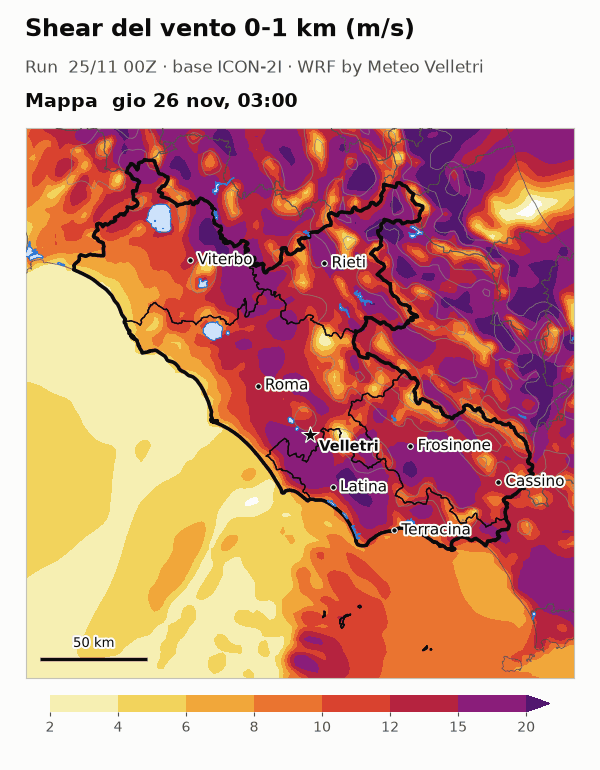 Shear del vento 0-1 km (m/s)
Run  25/11 00Z · base ICON-2I · WRF by Meteo Velletri
Mappa  gio 26 nov, 03:00
Viterbo
Rieti
Roma
Velletri
Frosinone
Cassino
Latina
Terracina
50 km
2 4 6 8 10 12 15 20